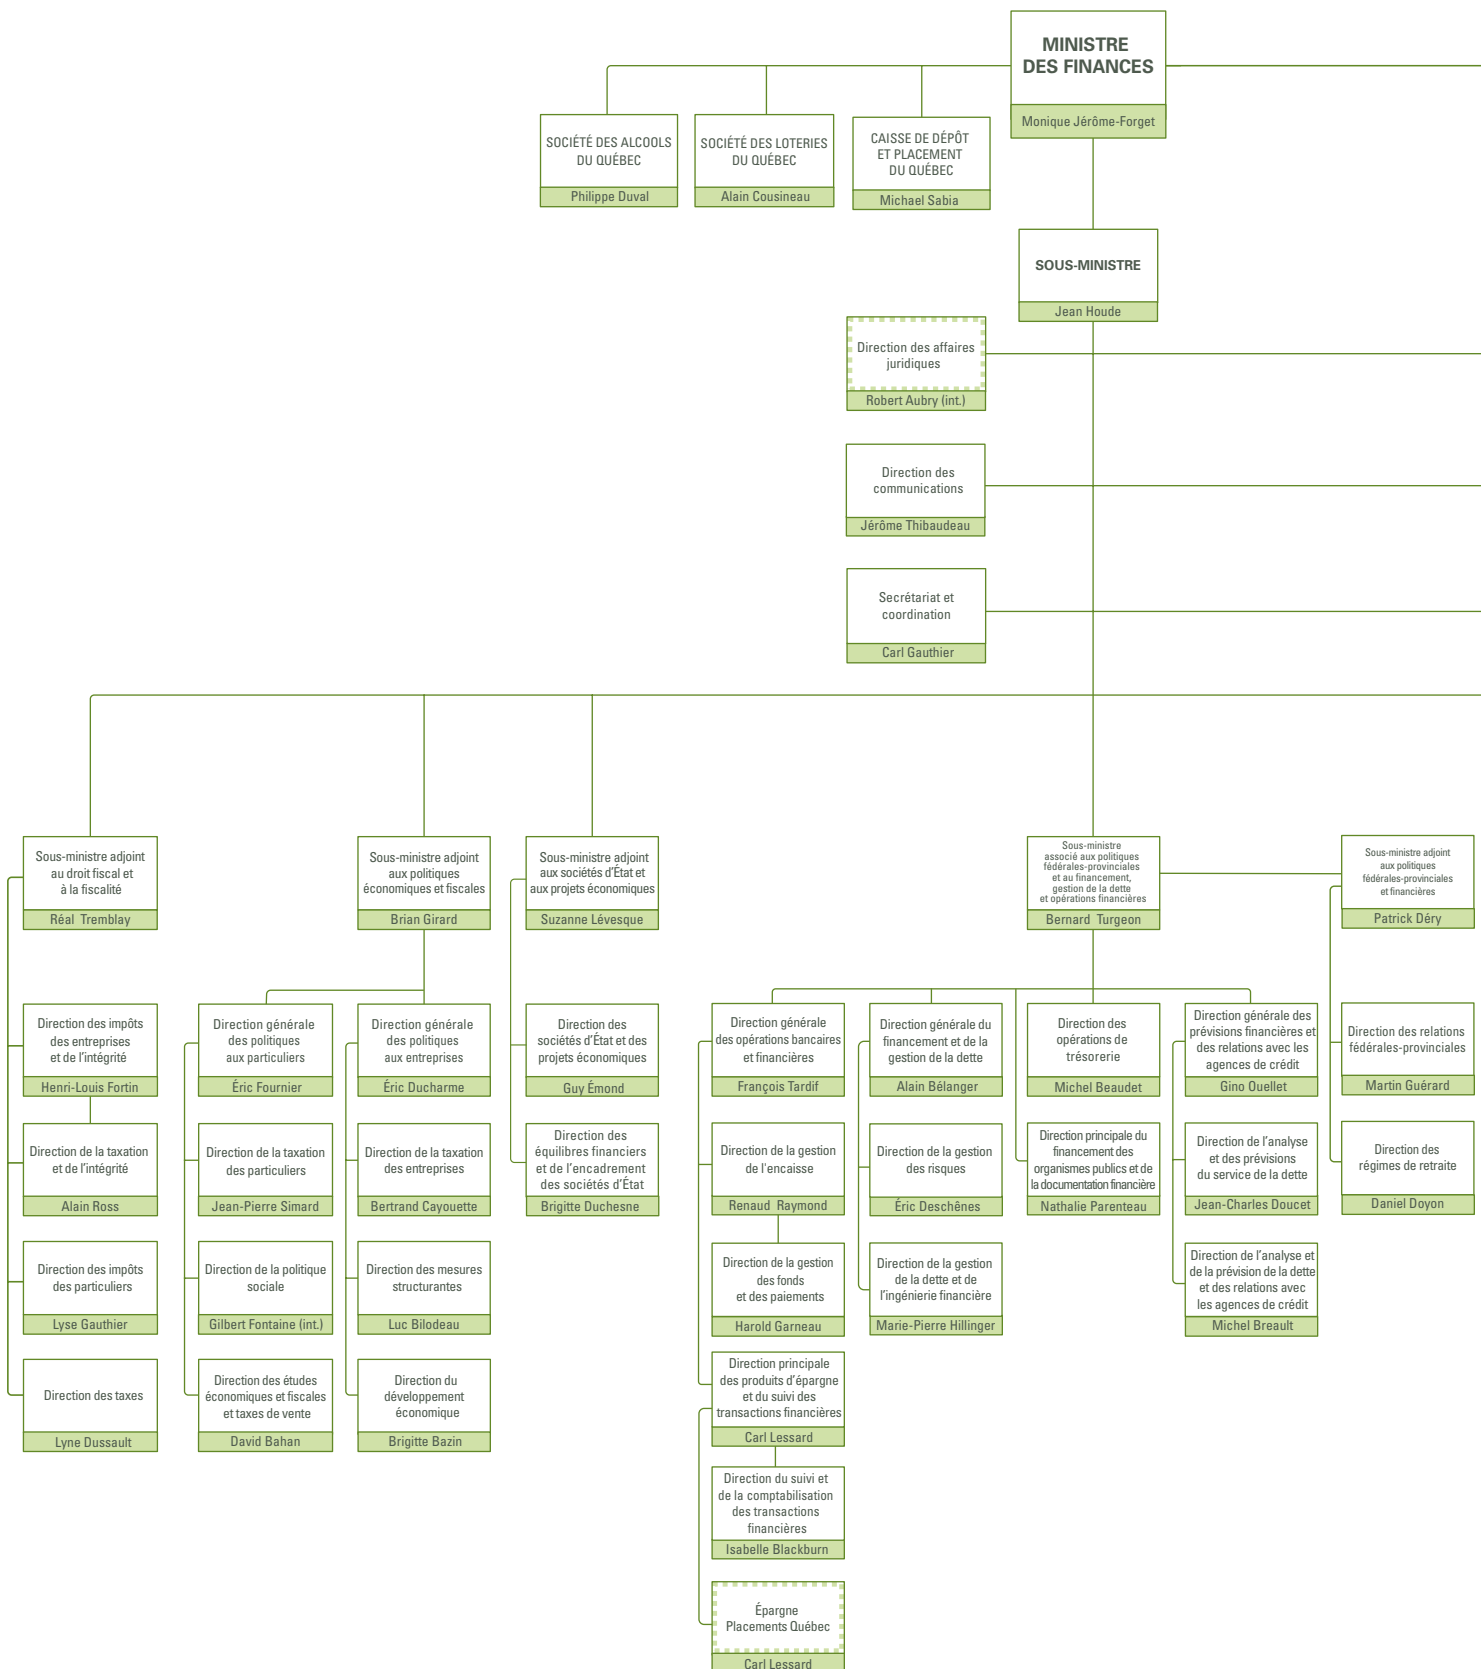 MINISTRE
DES FINANCES
Monique Jérôme-Forget
SOCIÉTÉ DES ALCOOLS
DU QUÉBEC
Philippe Duval
SOCIÉTÉ DES LOTERIES
DU QUÉBEC
Alain Cousineau
CAISSE DE DÉPÔT
ET PLACEMENT
DU QUÉBEC
Michael Sabia
SOUS-MINISTRE
Jean Houde
Direction des affaires
juridiques
Robert Aubry (int.)
Direction des
communications
Jérôme Thibaudeau
Secrétariat et
coordination
Carl Gauthier
Sous-ministre adjoint
au droit fiscal et
à la fiscalité
Réal Tremblay
Sous-ministre adjoint
aux politiques
économiques et fiscales
Brian Girard
Sous-ministre adjoint
aux sociétés d'État et
aux projets économiques
Suzanne Lévesque
Sous-ministre
associé aux politiques
fédérales-provinciales
et au financement,
gestion de la dette
et opérations financières
Bernard Turgeon
Sous-ministre adjoint
aux politiques
fédérales-provinciales
et financières
Patrick Déry
Direction des impôts
des entreprises
et de l'intégrité
Henri-Louis Fortin
Direction générale
des politiques
aux particuliers
Éric Fournier
Direction générale
des politiques
aux entreprises
Éric Ducharme
Direction des
sociétés d'État et des
projets économiques
Guy Émond
Direction générale
des opérations bancaires
et financières
François Tardif
Direction générale du
financement et de la
gestion de la dette
Alain Bélanger
Direction des
opérations de
trésorerie
Michel Beaudet
Direction générale des
prévisions financières et
des relations avec les
agences de crédit
Gino Ouellet
Direction des relations
fédérales-provinciales
Martin Guérard
Direction de la taxation
et de l'intégrité
Alain Ross
Direction de la taxation
des particuliers
Jean-Pierre Simard
Direction de la taxation
des entreprises
Bertrand Cayouette
Direction des
équilibres financiers
et de l'encadrement
des sociétés d'État
Brigitte Duchesne
Direction de la gestion
de l'encaisse
Renaud Raymond
Direction de la gestion
des risques
Éric Deschênes
Direction principale du
financement des
organismes publics et de
la documentation financière
Nathalie Parenteau
Direction de l'analyse
et des prévisions
du service de la dette
Jean-Charles Doucet
Direction des
régimes de retraite
Daniel Doyon
Direction des impôts
des particuliers
Lyse Gauthier
Direction de la politique
sociale
Gilbert Fontaine (int.)
Direction des mesures
structurantes
Luc Bilodeau
Direction de la gestion
des fonds
et des paiements
Harold Garneau
Direction de la gestion
de la dette et de
l'ingénierie financière
Marie-Pierre Hillinger
Direction de l'analyse et
de la prévision de la dette
et des relations avec
les agences de crédit
Michel Breault
Direction des taxes
Lyne Dussault
Direction des études
économiques et fiscales
et taxes de vente
David Bahan
Direction du
développement
économique
Brigitte Bazin
Direction principale
des produits d'épargne
et du suivi des
transactions financières
Carl Lessard
Direction du suivi et
de la comptabilisation
des transactions
financières
Isabelle Blackburn
Épargne
Placements Québec
Carl Lessard